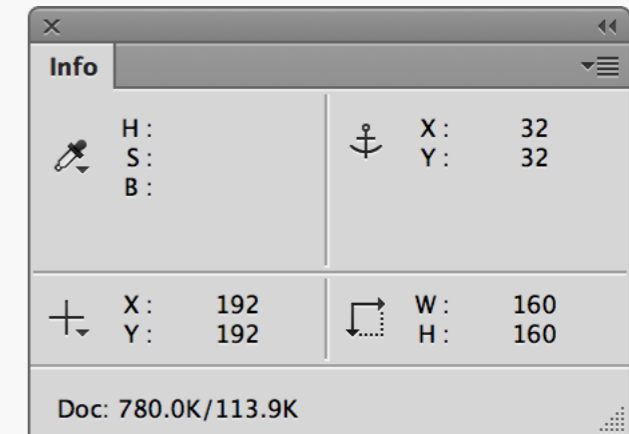 Info
H :
S :
B :
X : 32
Y : 32
X : 192
Y : 192
W : 160
H : 160
Doc: 780.0K/113.9K